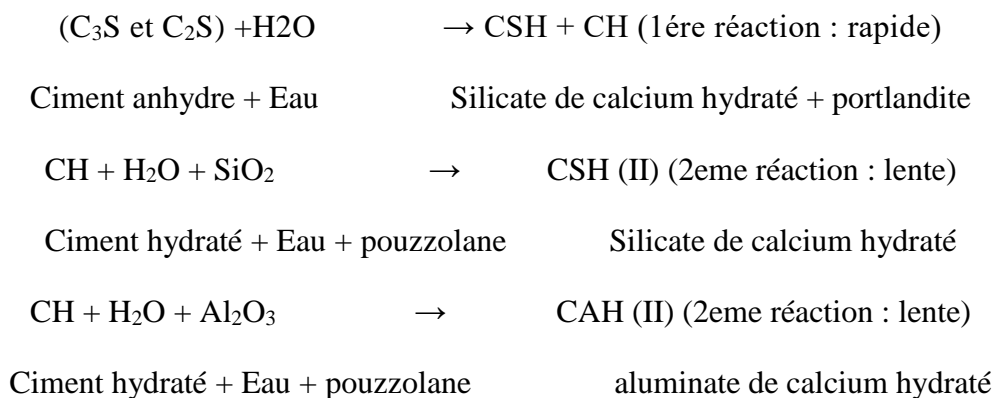 (C₃S et C₂S) +H2O → CSH + CH (1ére réaction : rapide)
Ciment anhydre + Eau Silicate de calcium hydraté + portlandite
CH + H₂O + SiO₂ → CSH (II) (2eme réaction : lente)
Ciment hydraté + Eau + pouzzolane Silicate de calcium hydraté
CH + H₂O + Al₂O₃ → CAH (II) (2eme réaction : lente)
Ciment hydraté + Eau + pouzzolane aluminate de calcium hydraté